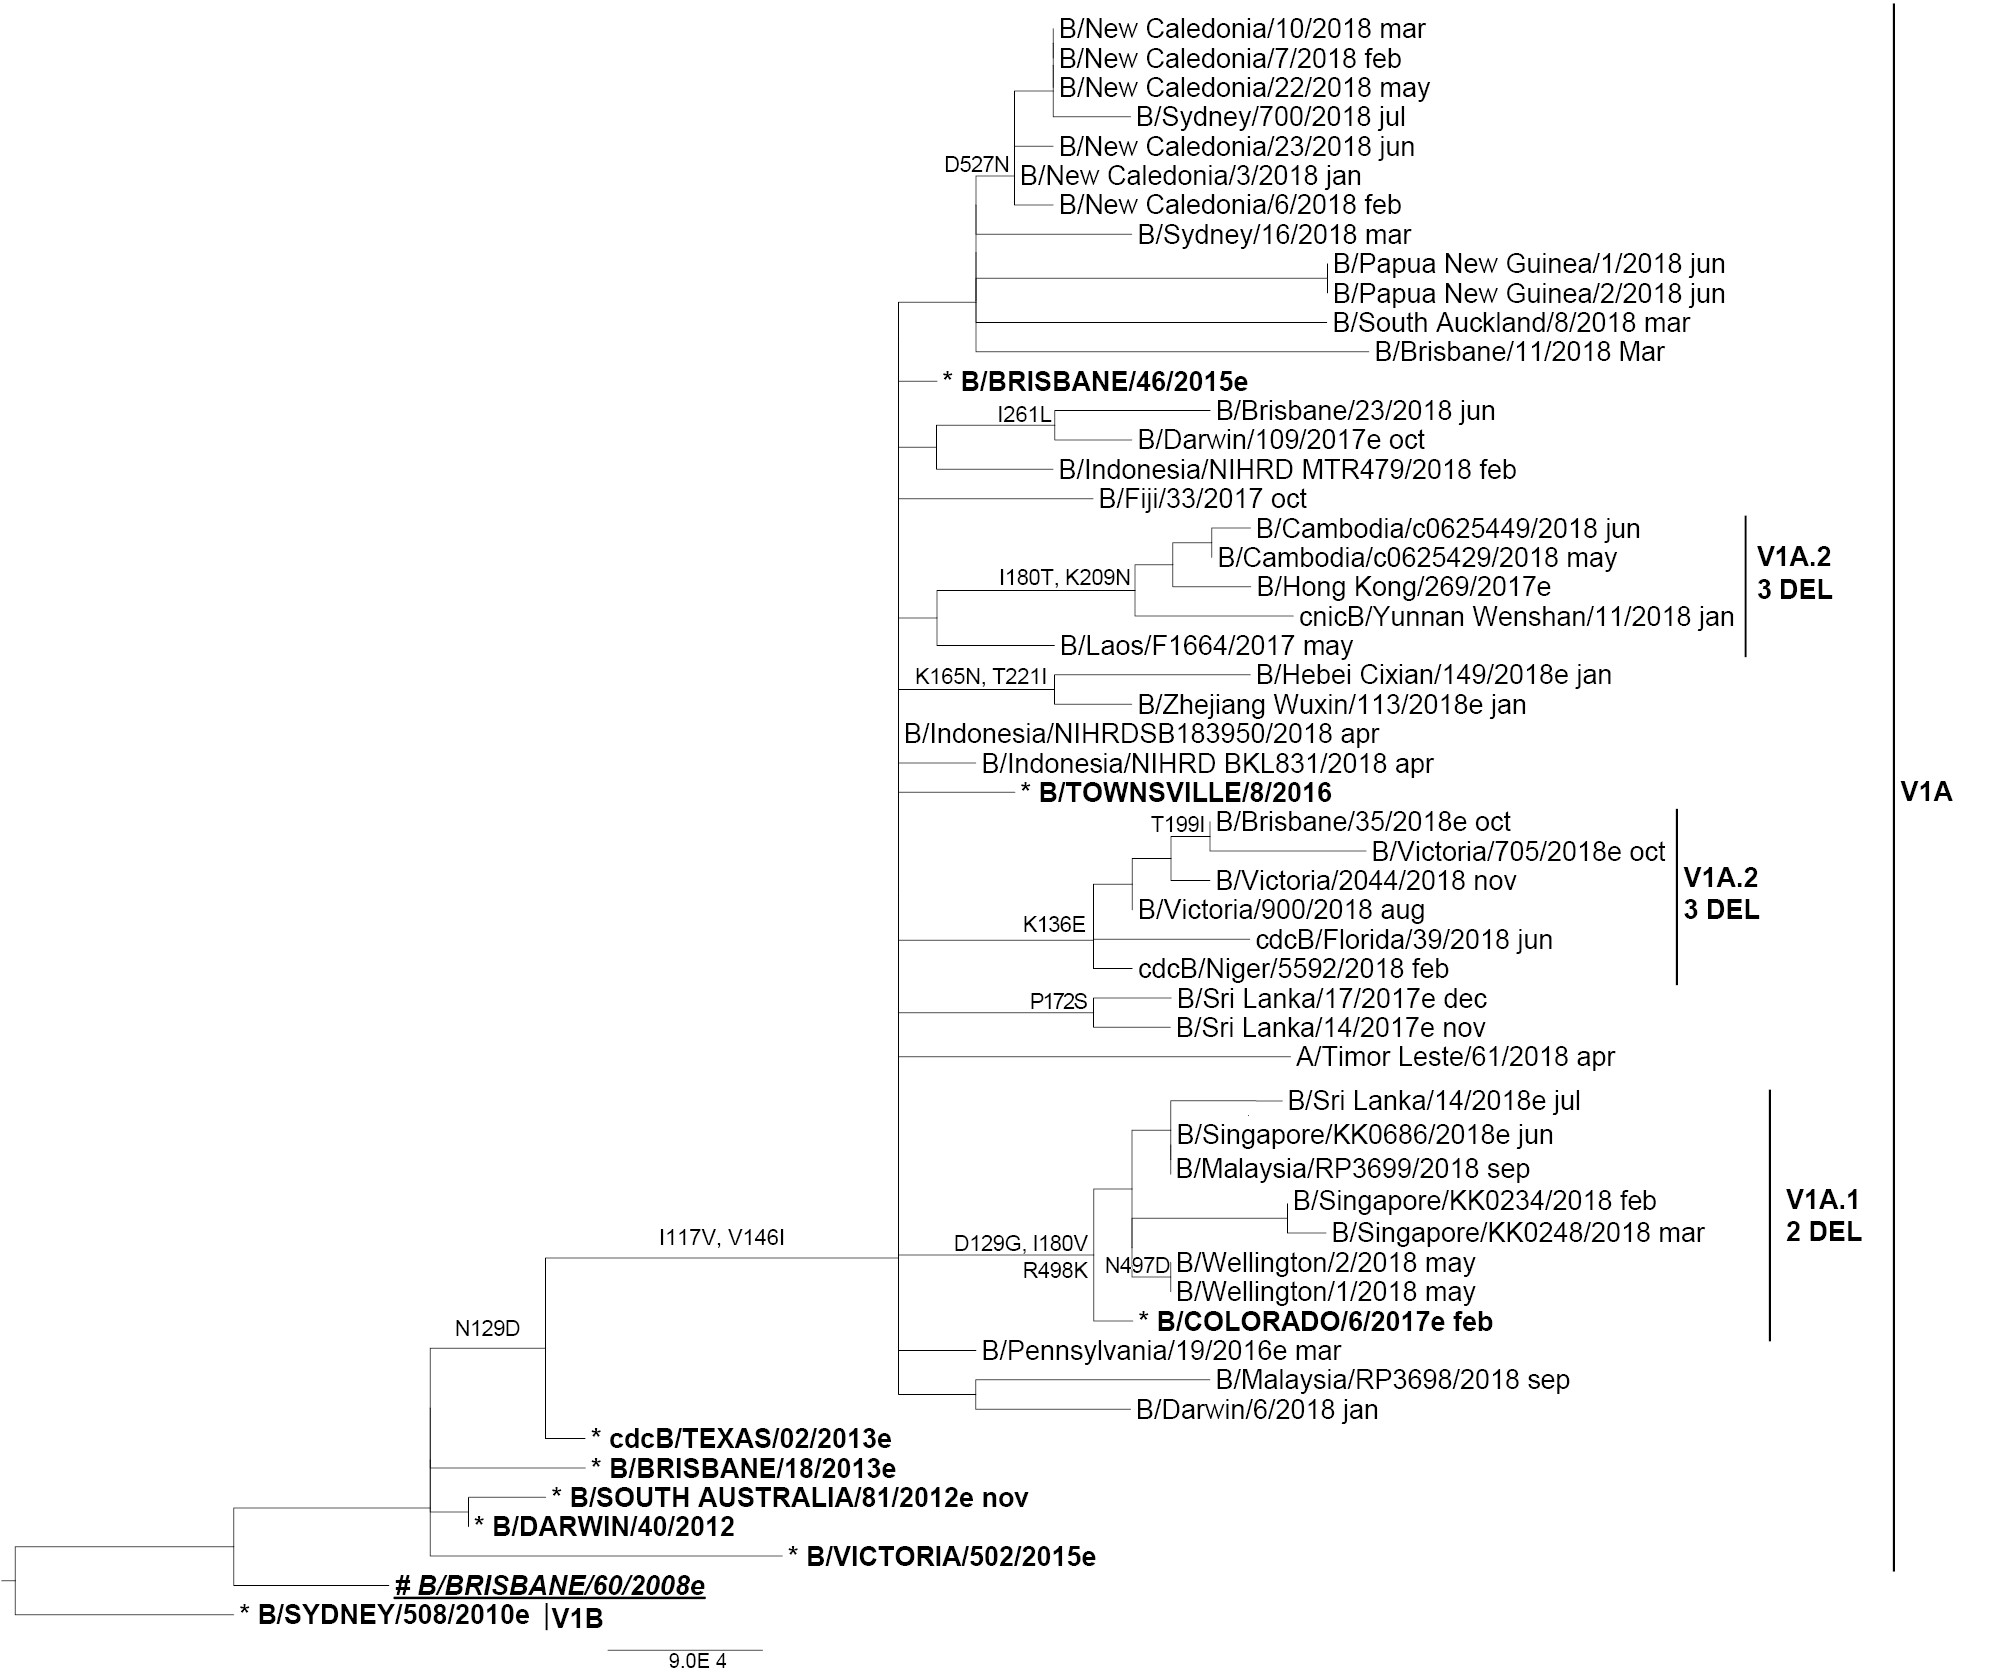 B/New Caledonia/10/2018 mar
B/New Caledonia/7/2018 feb
B/New Caledonia/22/2018 may
B/Sydney/700/2018 jul
B/New Caledonia/23/2018 jun
D527N
B/New Caledonia/3/2018 jan
B/New Caledonia/6/2018 feb
B/Sydney/16/2018 mar
B/Papua New Guinea/1/2018 jun
B/Papua New Guinea/2/2018 jun
B/South Auckland/8/2018 mar
B/Brisbane/11/2018 Mar
* B/BRISBANE/46/2015e
I261L
B/Brisbane/23/2018 jun
B/Darwin/109/2017e oct
B/Indonesia/NIHRD MTR479/2018 feb
B/Fiji/33/2017 oct
B/Cambodia/c0625449/2018 jun
B/Cambodia/c0625429/2018 may
I180T, K209N
B/Hong Kong/269/2017e
cnicB/Yunnan Wenshan/11/2018 jan
V1A.2
3 DEL
B/Laos/F1664/2017 may
K165N, T221I
B/Hebei Cixian/149/2018e jan
B/Zhejiang Wuxin/113/2018e jan
B/Indonesia/NIHRDSB183950/2018 apr
B/Indonesia/NIHRD BKL831/2018 apr
* B/TOWNSVILLE/8/2016
V1A
T199I
B/Brisbane/35/2018e oct
B/Victoria/705/2018e oct
B/Victoria/2044/2018 nov
B/Victoria/900/2018 aug
V1A.2
3 DEL
K136E
cdcB/Florida/39/2018 jun
cdcB/Niger/5592/2018 feb
P172S
B/Sri Lanka/17/2017e dec
B/Sri Lanka/14/2017e nov
A/Timor Leste/61/2018 apr
B/Sri Lanka/14/2018e jul
B/Singapore/KK0686/2018e jun
B/Malaysia/RP3699/2018 sep
B/Singapore/KK0234/2018 feb
B/Singapore/KK0248/2018 mar
V1A.1
2 DEL
I117V, V146I
D129G, I180V
R498K
N497D
B/Wellington/2/2018 may
B/Wellington/1/2018 may
* B/COLORADO/6/2017e feb
N129D
B/Pennsylvania/19/2016e mar
B/Malaysia/RP3698/2018 sep
B/Darwin/6/2018 jan
* cdcB/TEXAS/02/2013e
* B/BRISBANE/18/2013e
* B/SOUTH AUSTRALIA/81/2012e nov
* B/DARWIN/40/2012
* B/VICTORIA/502/2015e
# B/BRISBANE/60/2008e
* B/SYDNEY/508/2010e |V1B
9.0E 4